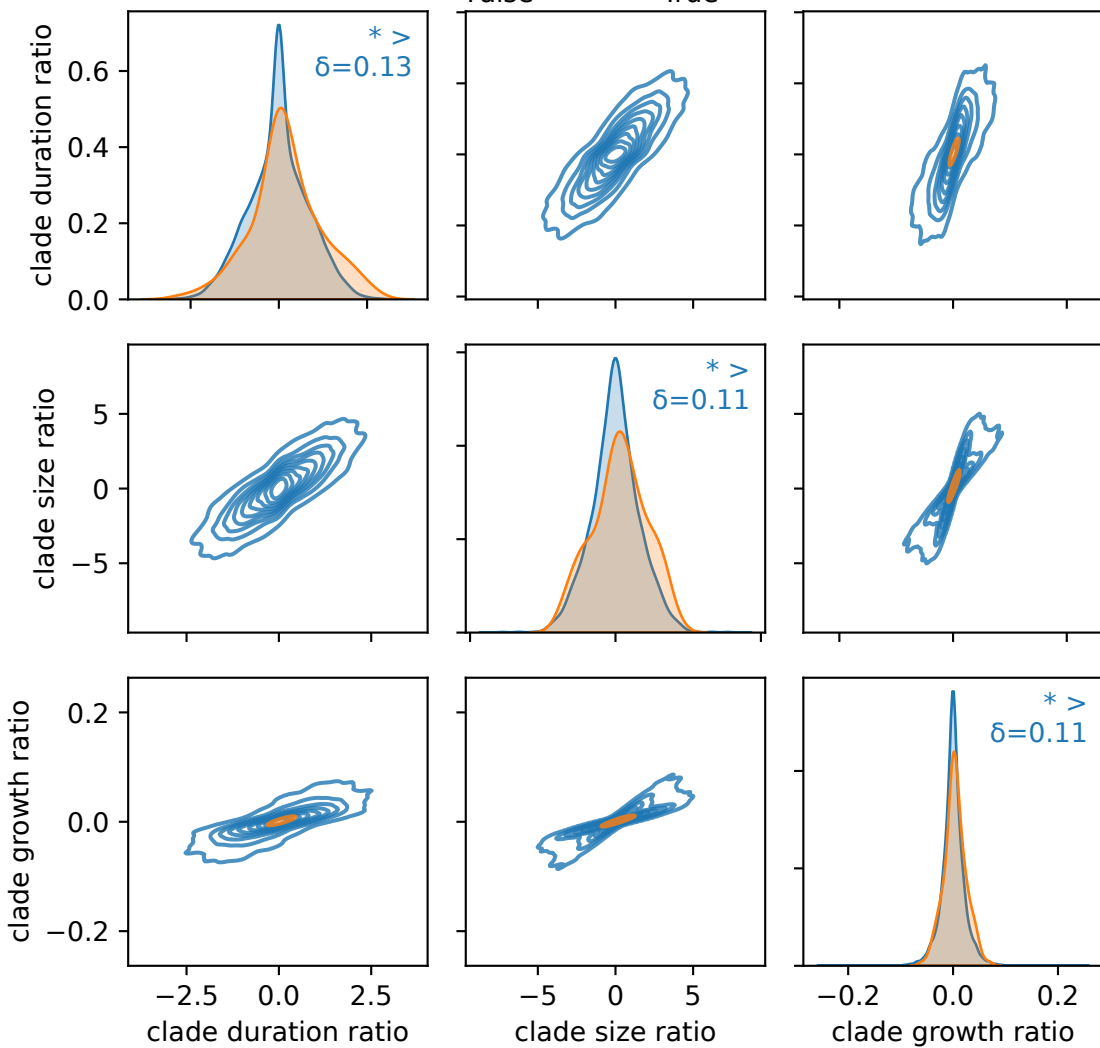 clade duration ratio
0.6
0.4
0.2
0.0
* >
δ=0.13
clade size ratio
5
0
−5
* >
δ=0.11
clade growth ratio
0.2
0.0
−0.2
* >
δ=0.11
−2.5 0.0 2.5
−5 0 5
−0.2 0.0 0.2
clade duration ratio
clade size ratio
clade growth ratio